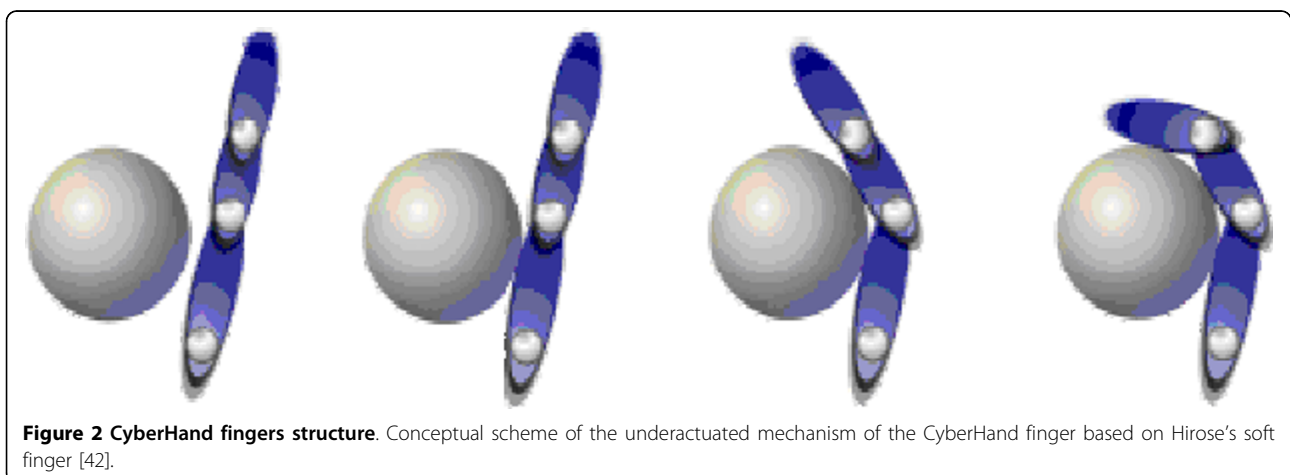 Figure 2 CyberHand fingers structure. Conceptual scheme of the underactuated mechanism of the CyberHand finger based on Hirose's soft
finger [42].